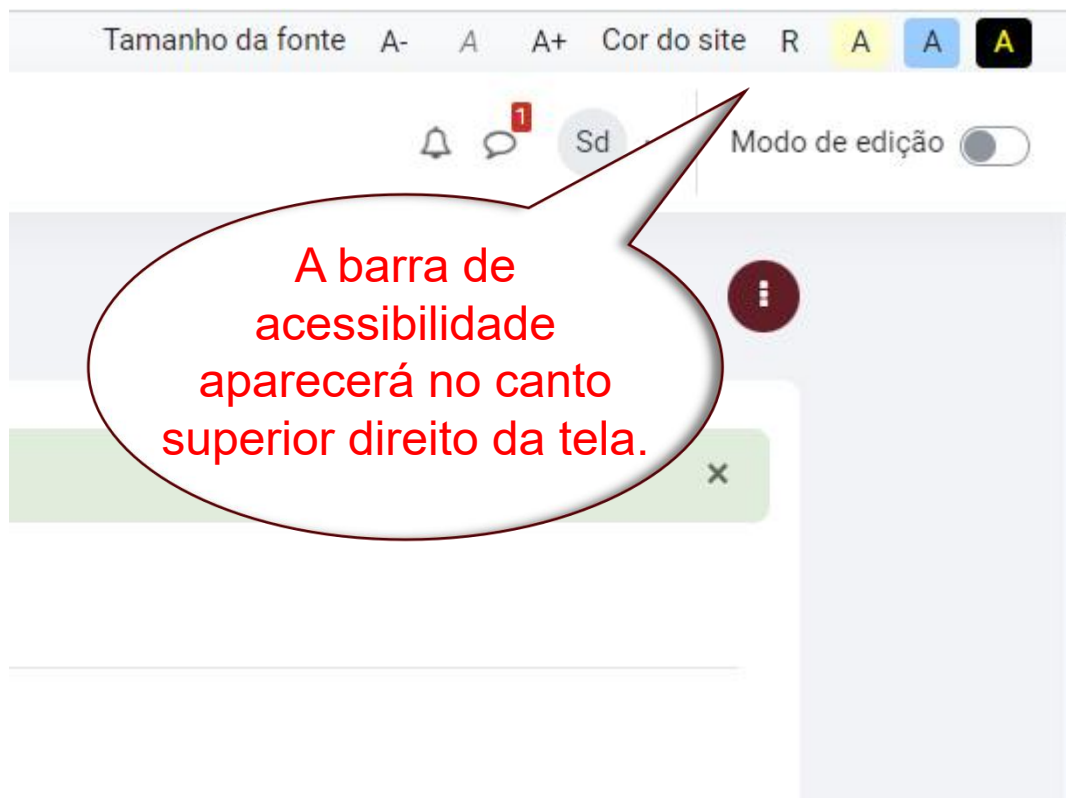 Tamanho da fonte A- A A+ Cor do site R A A A
1
Sd
Modo de edição
A barra de
acessibilidade
aparecerá no canto
superior direito da tela.